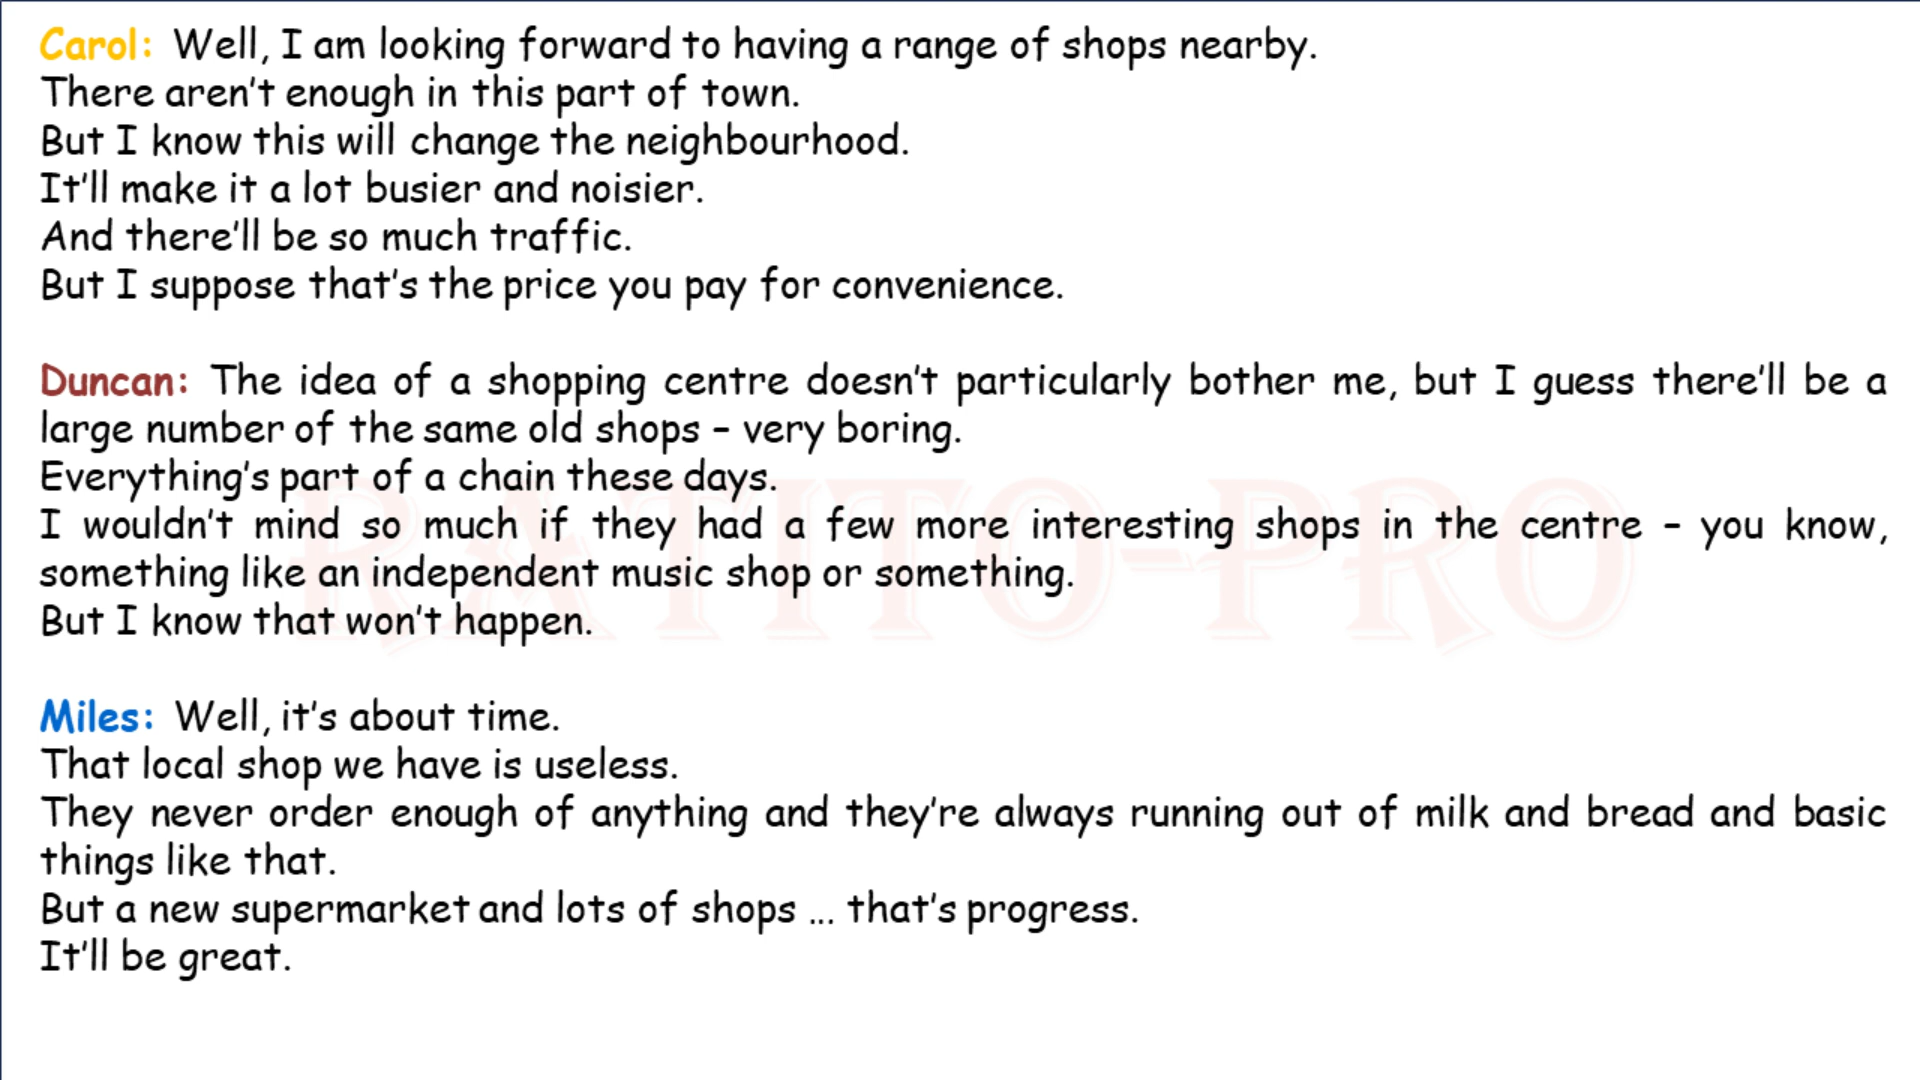 Carol: Well, I am looking forward to having a range of shops nearby.
There aren't enough in this part of town.
But I know this will change the neighbourhood.
It'll make it a lot busier and noisier.
And there'll be so much traffic.
But I suppose that's the price you pay for convenience.
Duncan: The idea of a shopping centre doesn't particularly bother me, but I guess there'll be a
large number of the same old shops – very boring.
Everything's part of a chain these days.
I wouldn't mind so much if they had a few more interesting shops in the centre – you know,
something like an independent music shop or something.
But I know that won't happen.
RATITO-PRO
Miles: Well, it's about time.
That local shop we have is useless.
They never order enough of anything and they're always running out of milk and bread and basic
things like that.
But a new supermarket and lots of shops ... that's progress.
It'll be great.